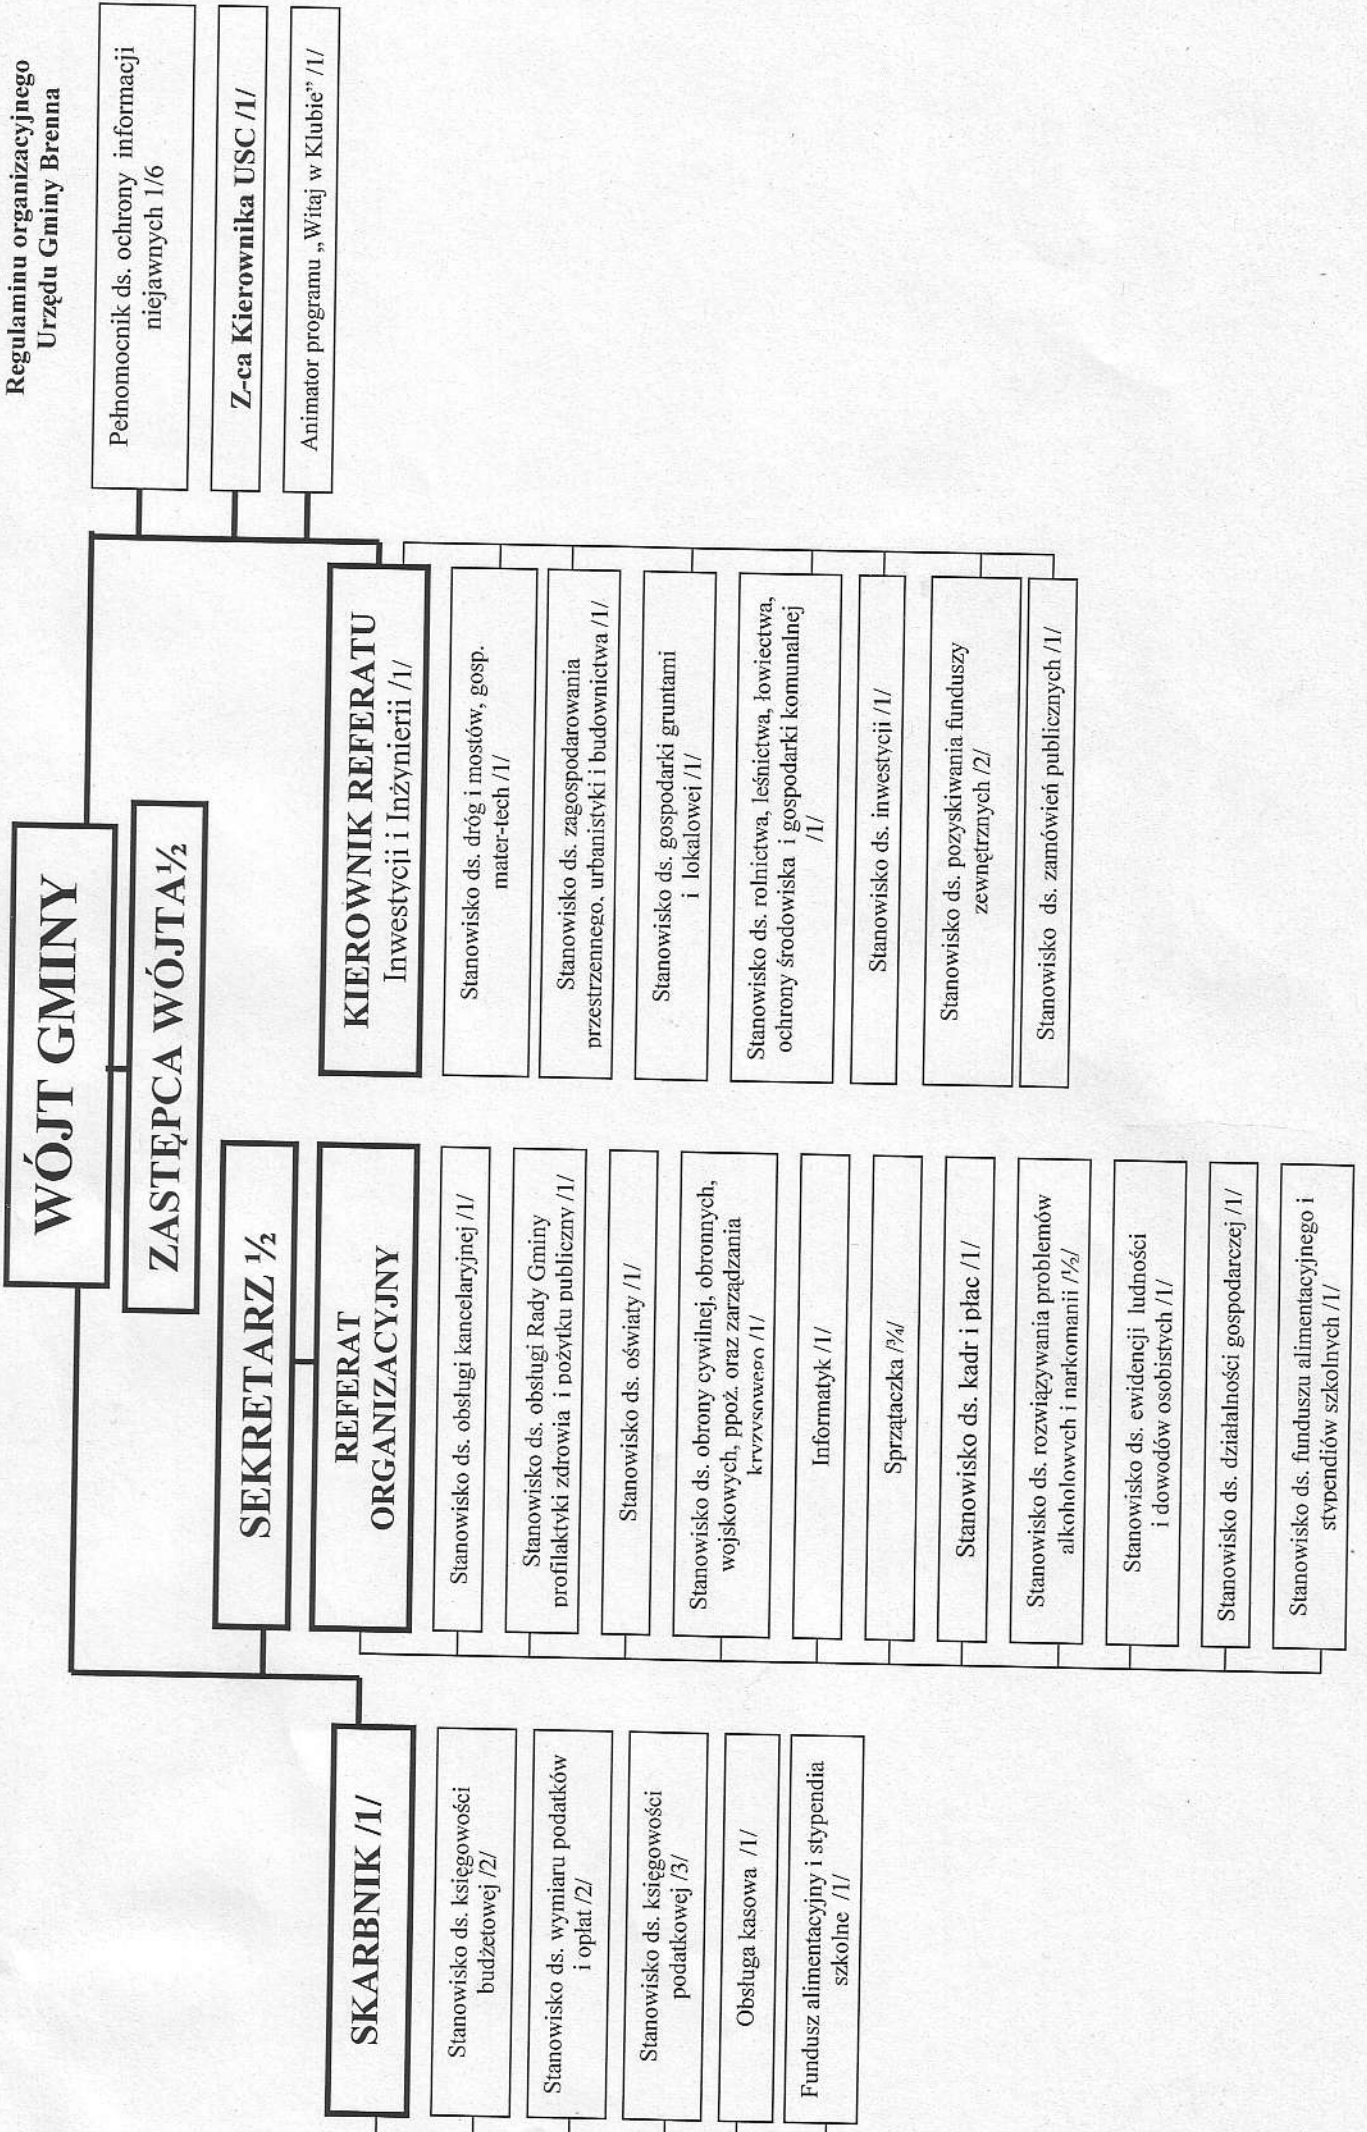 Regulaminu organizacyjnego
Urzędu Gminy Brenna
WÓJT GMINY
ZASTĘPCA WÓJTA½
Pełnomocnik ds. ochrony informacji
niejawnych 1/6
Z-ca Kierownika USC /1/
Animator programu „Witaj w Klubie” /1/
SKARBNIK /1/
Stanowisko ds. księgowości
budżetowej /2/
Stanowisko ds. wymiaru podatków
i opłat /2/
Stanowisko ds. księgowości
podatkowej /3/
Obsługa kasowa /1/
Fundusz alimentacyjny i stypendia
szkolne /1/
SEKRETARZ ½
REFERAT
ORGANIZACYJNY
Stanowisko ds. obsługi kancelaryjnej /1/
Stanowisko ds. obsługi Rady Gminy
profilaktyki zdrowia i pożytku publiczny /1/
Stanowisko ds. oświaty /1/
Stanowisko ds. obrony cywilnej, obronnych,
wojskowych, ppoż. oraz zarządzania
kryzysowego /1/
Informatyk /1/
Sprzątaczka /¾/
Stanowisko ds. kadr i płac /1/
Stanowisko ds. rozwiązywania problemów
alkoholowych i narkomanii /½/
Stanowisko ds. ewidencji ludności
i dowodów osobistych /1/
Stanowisko ds. działalności gospodarczej /1/
Stanowisko ds. funduszu alimentacyjnego i
stypendiów szkolnych /1/
KIEROWNIK REFERATU
Inwestycji i Inżynierii /1/
Stanowisko ds. dróg i mostów, gosp.
mater-tech /1/
Stanowisko ds. zagospodarowania
przestrzennego, urbanistyki i budownictwa /1/
Stanowisko ds. gospodarki gruntami
i lokalowej /1/
Stanowisko ds. rolnictwa, leśnictwa, łowiectwa,
ochrony środowiska i gospodarki komunalnej
/1/
Stanowisko ds. inwestycji /1/
Stanowisko ds. pozyskiwania funduszy
zewnętrznych /2/
Stanowisko ds. zamówień publicznych /1/